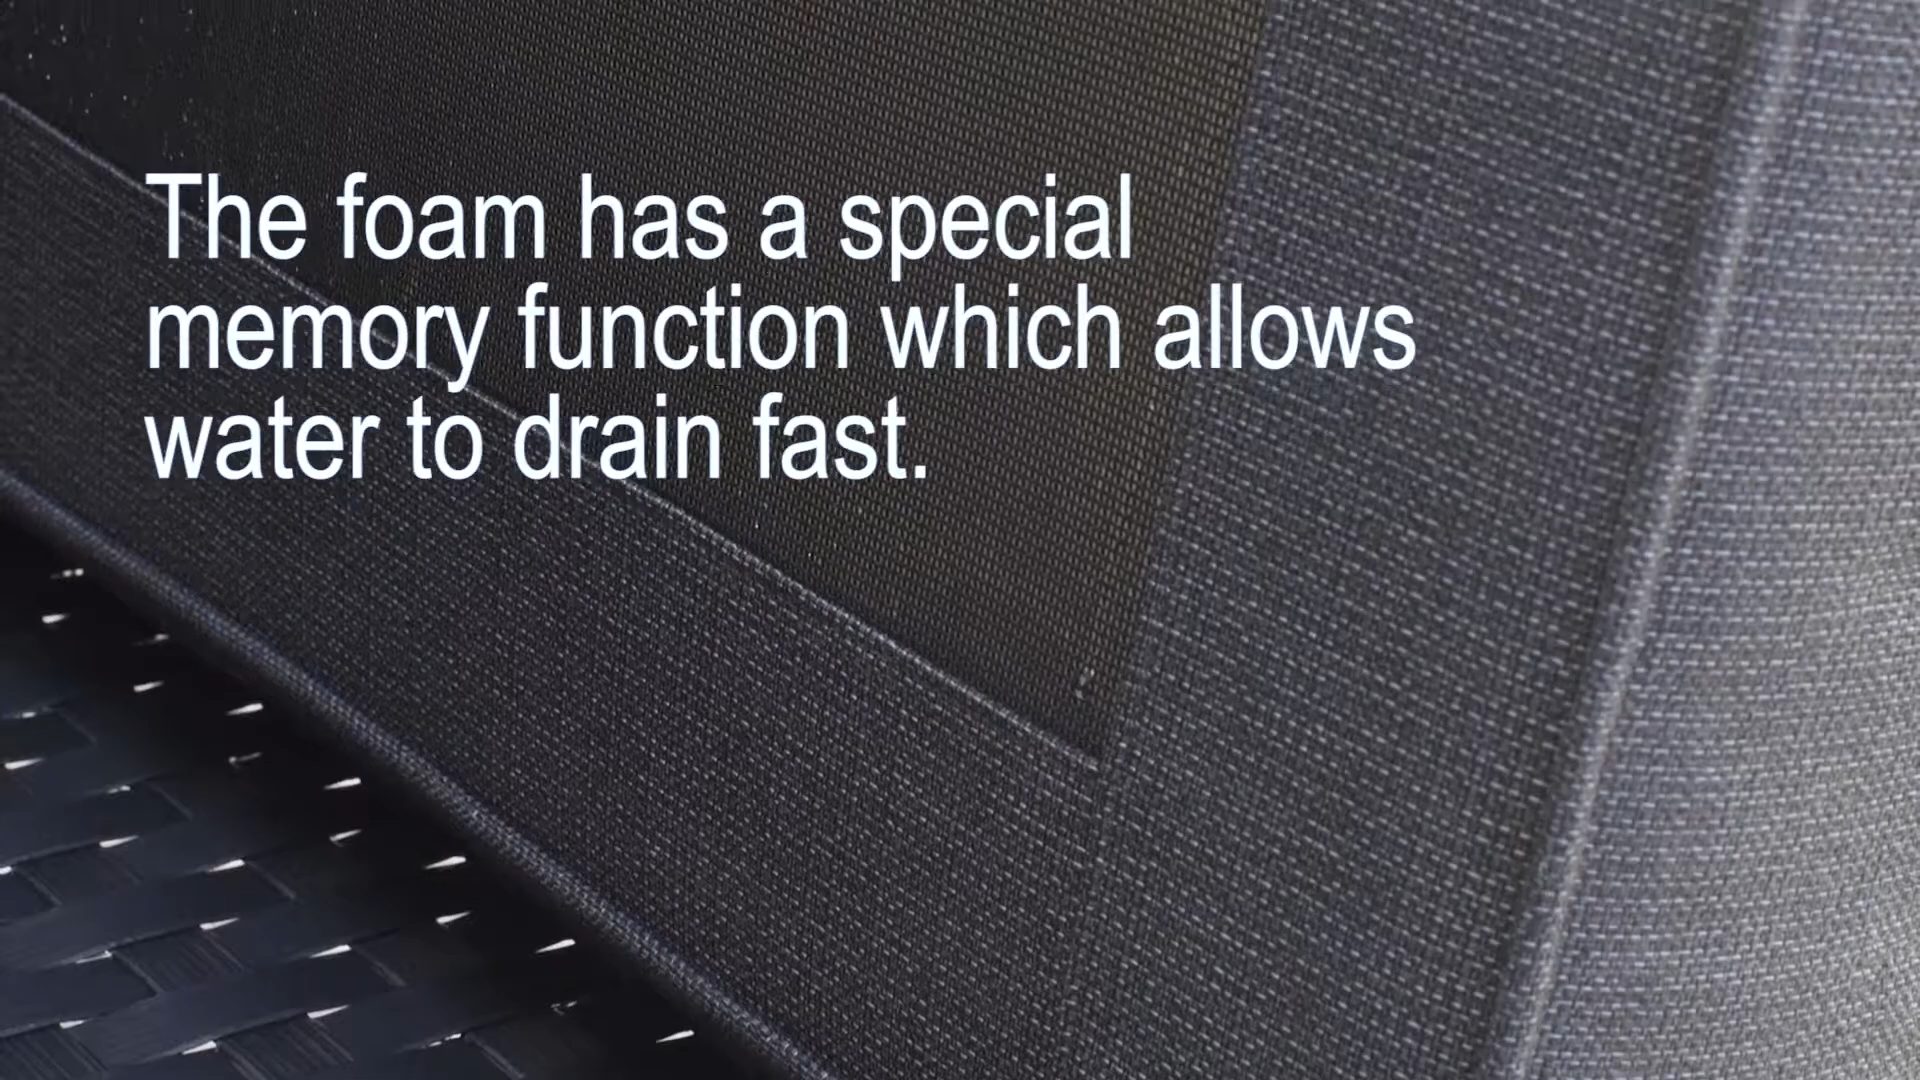 The foam has a special
memory function which allows
water to drain fast.